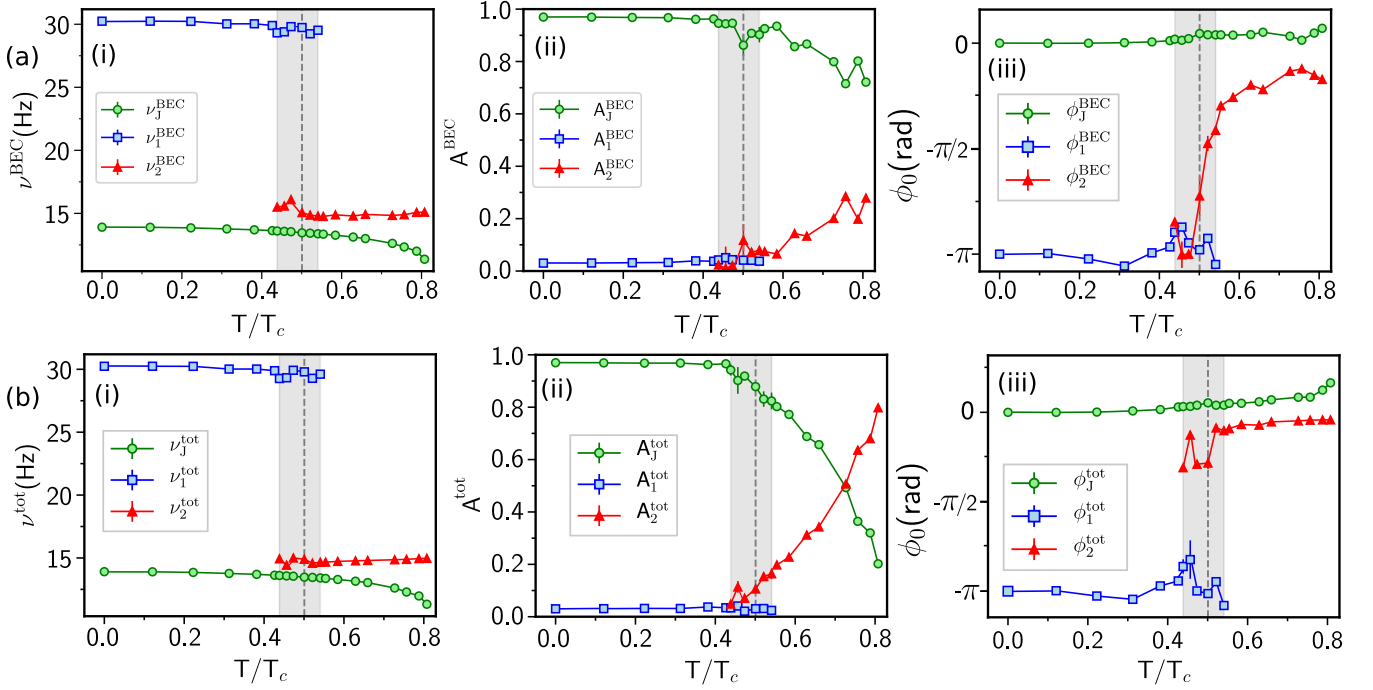 (a)
(i)
ν^BEC(Hz)
30
25
20
15
ν_J^BEC
ν_1^BEC
ν_2^BEC
0.0 0.2 0.4 0.6 0.8
T/T_c
(ii)
A^BEC
1.0
0.8
0.6
0.4
0.2
0.0
A_J^BEC
A_1^BEC
A_2^BEC
0.0 0.2 0.4 0.6 0.8
T/T_c
(iii)
ϕ_0(rad)
0
-π/2
-π
ϕ_J^BEC
ϕ_1^BEC
ϕ_2^BEC
0.0 0.2 0.4 0.6 0.8
T/T_c
(b)
(i)
ν^tot(Hz)
30
25
20
15
ν_J^tot
ν_1^tot
ν_2^tot
0.0 0.2 0.4 0.6 0.8
T/T_c
(ii)
A^tot
1.0
0.8
0.6
0.4
0.2
0.0
A_J^tot
A_1^tot
A_2^tot
0.0 0.2 0.4 0.6 0.8
T/T_c
(iii)
ϕ_0(rad)
0
-π/2
-π
ϕ_J^tot
ϕ_1^tot
ϕ_2^tot
0.0 0.2 0.4 0.6 0.8
T/T_c